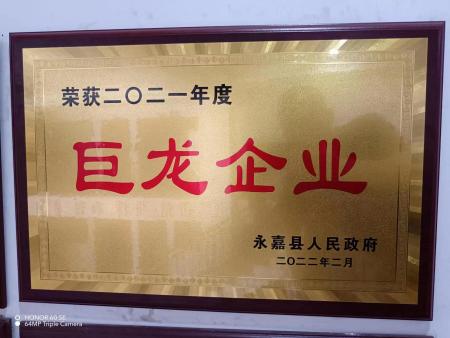 荣获二〇二一年度
巨龙企业
永嘉县人民政府
二〇二二年二月
HONOR 60 SE
64MP Triple Camera